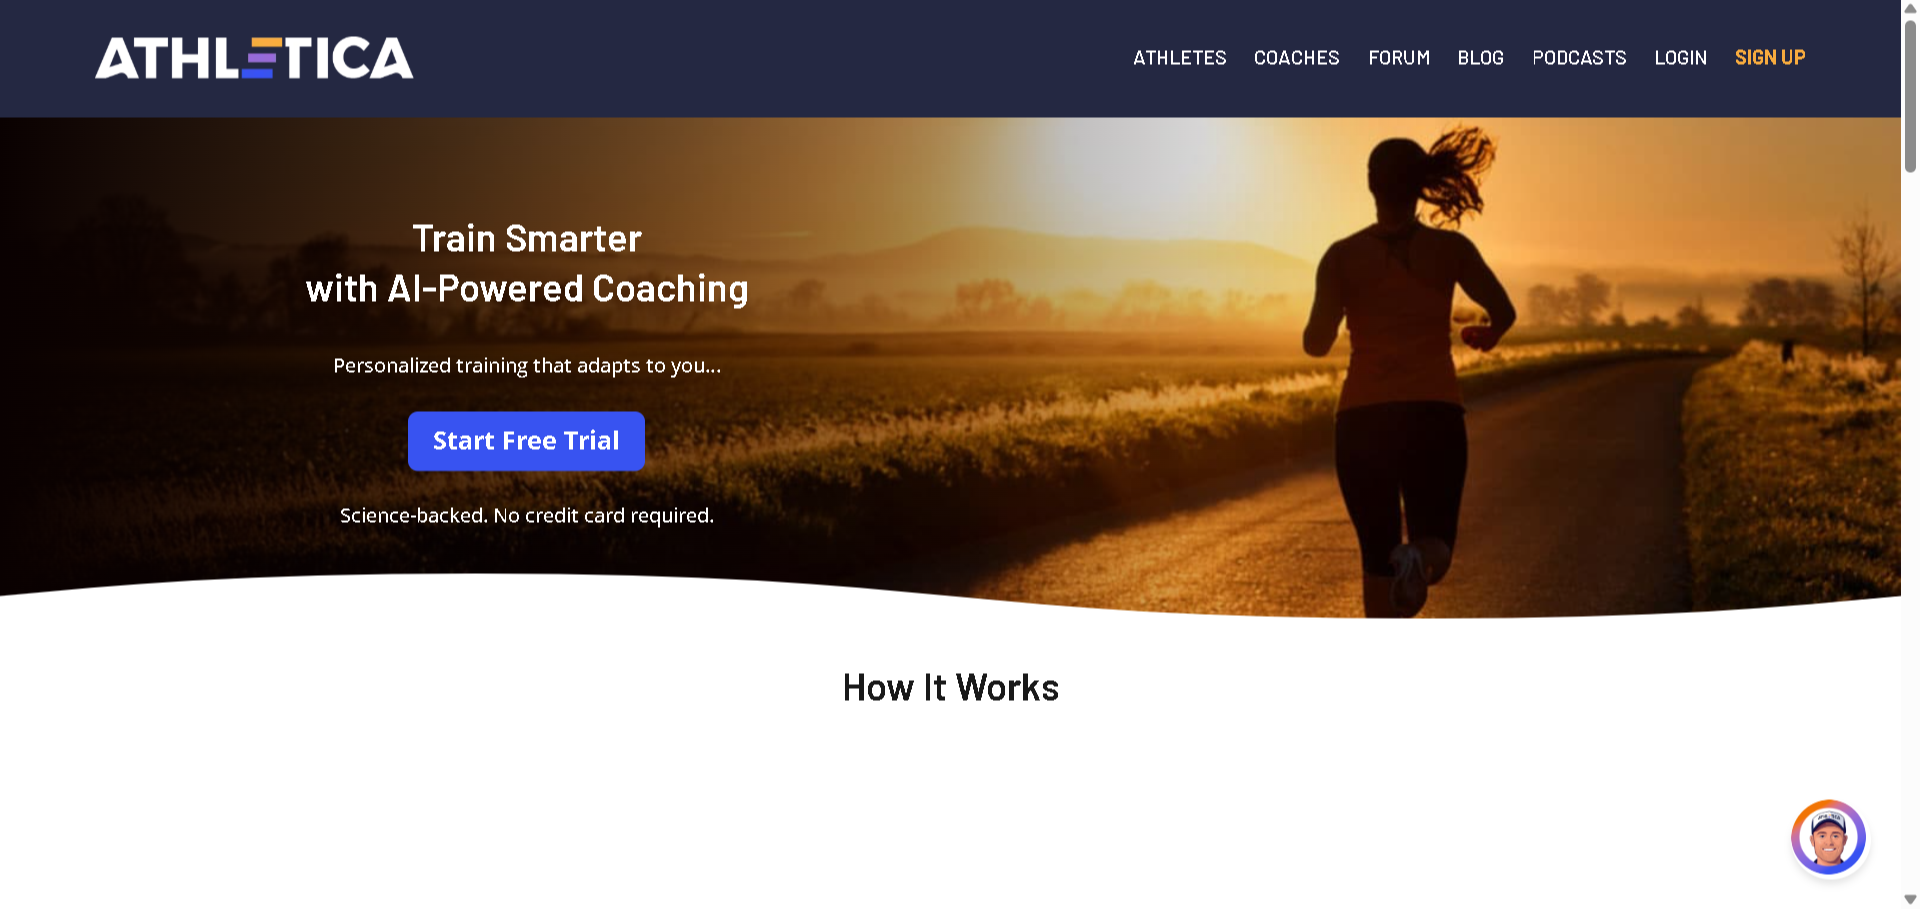 ATHLETICA
ATHLETES COACHES FORUM BLOG PODCASTS LOGIN SIGN UP
Train Smarter
with AI-Powered Coaching
Personalized training that adapts to you...
Start Free Trial
Science-backed. No credit card required.
How It Works